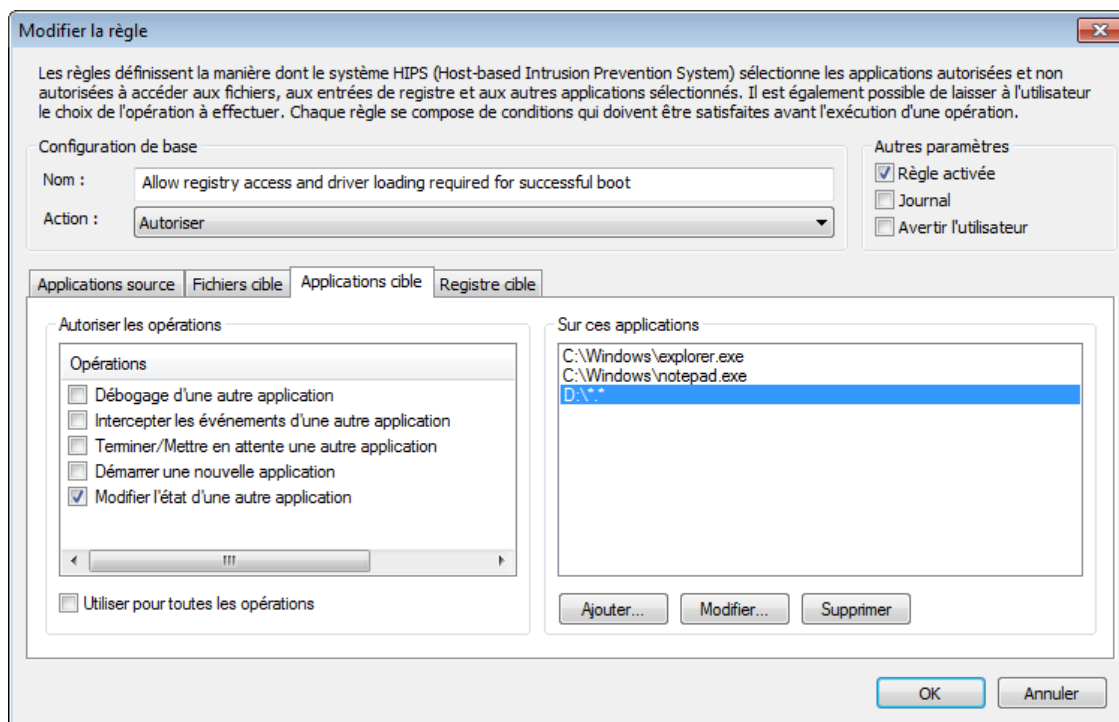 Modifier la règle
Les règles définissent la manière dont le système HIPS (Host-based Intrusion Prevention System) sélectionne les applications autorisées et non
autorisées à accéder aux fichiers, aux entrées de registre et aux autres applications sélectionnés. Il est également possible de laisser à l'utilisateur
le choix de l'opération à effectuer. Chaque règle se compose de conditions qui doivent être satisfaites avant l'exécution d'une opération.
Configuration de base
Nom : Allow registry access and driver loading required for successful boot
Action : Autoriser
Autres paramètres
Règle activée
Journal
Avertir l'utilisateur
Applications source Fichiers cible Applications cible Registre cible
Autoriser les opérations
Opérations
Débogage d'une autre application
Intercepter les événements d'une autre application
Terminer/Mettre en attente une autre application
Démarrer une nouvelle application
Modifier l'état d'une autre application
Utiliser pour toutes les opérations
Sur ces applications
C:\Windows\explorer.exe
C:\Windows\notepad.exe
D:\*.*
Ajouter... Modifier... Supprimer
OK Annuler